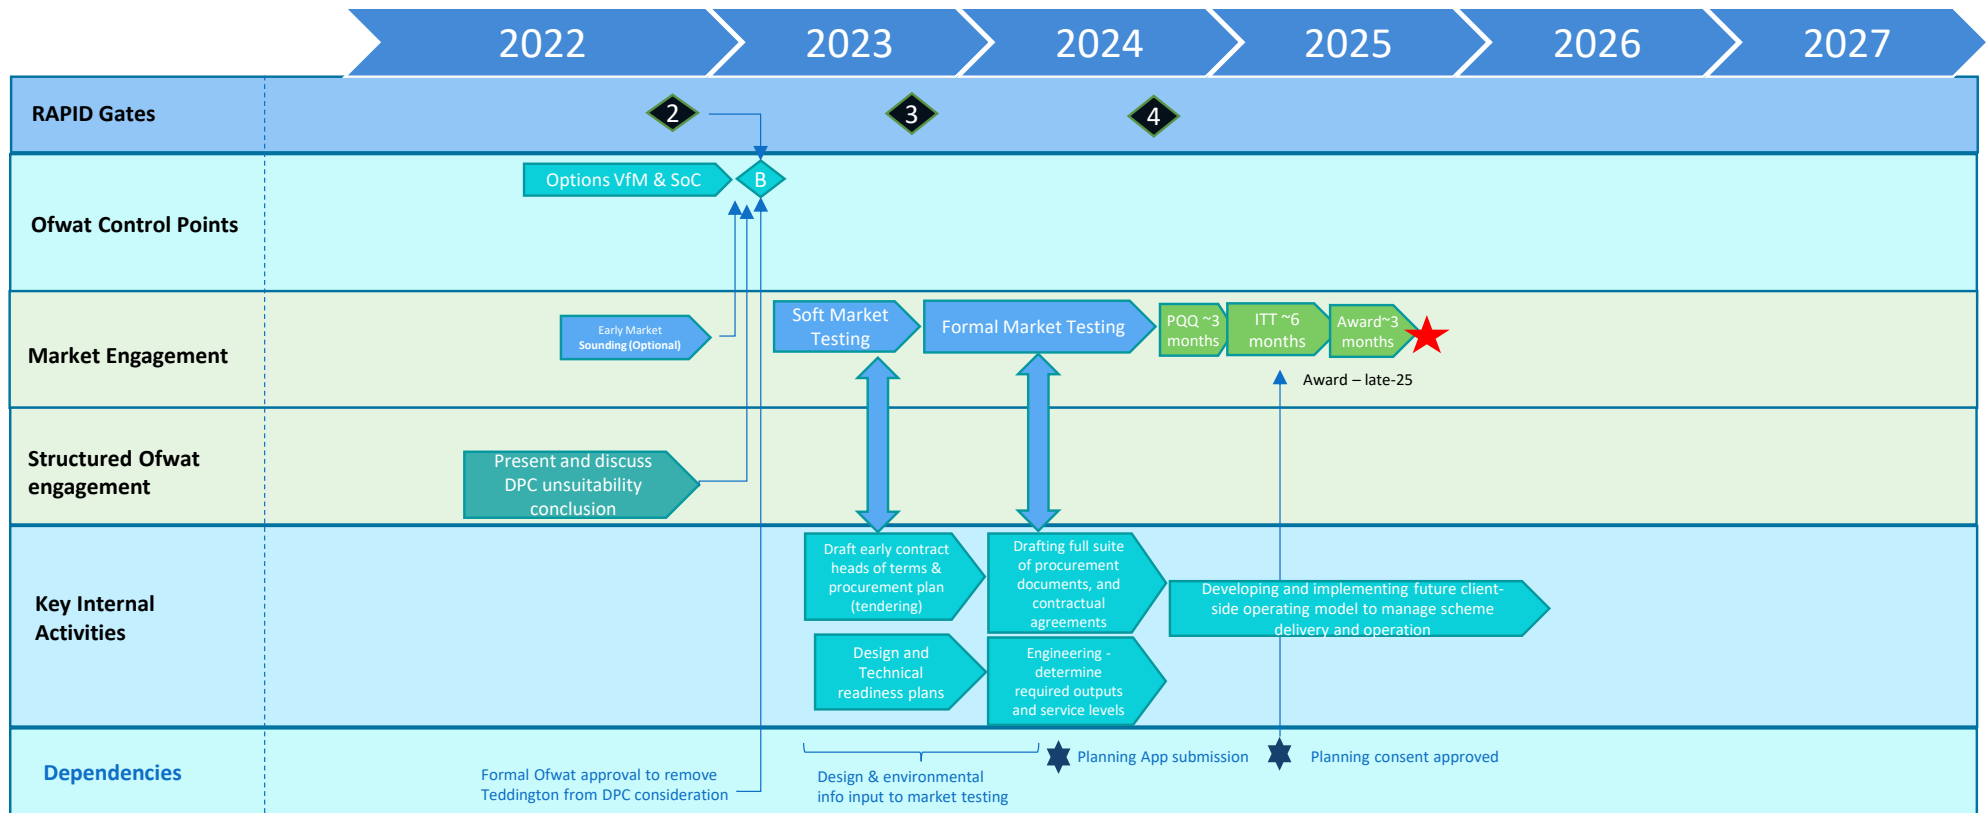 2022
2023
2024
2025
2026
2027
RAPID Gates
2
3
4
Ofwat Control Points
Options VfM & SoC
B
Market Engagement
Early Market
Sounding (Optional)
Soft Market
Testing
Formal Market Testing
PQQ ~3
months
ITT ~6
months
Award~3
months
Award – late-25
Structured Ofwat
engagement
Present and discuss
DPC unsuitability
conclusion
Key Internal
Activities
Draft early contract
heads of terms &
procurement plan
(tendering)
Drafting full suite
of procurement
documents, and
contractual
agreements
Developing and implementing future client-
side operating model to manage scheme
delivery and operation
Design and
Technical
readiness plans
Engineering -
determine
required outputs
and service levels
Dependencies
Formal Ofwat approval to remove
Teddington from DPC consideration
Design & environmental
info input to market testing
Planning App submission
Planning consent approved